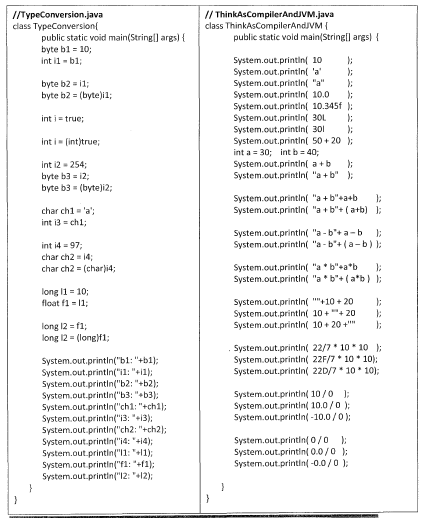 //TypeConversion.java
class TypeConversion{
public static void main(String[] args) {
byte b1 = 10;
int i1 = b1;
byte b2 = i1;
byte b2 = (byte)i1;
int i = true;
int i = (int)true;
int i2 = 254;
byte b3 = i2;
byte b3 = (byte)i2;
char ch1 = 'a';
int i3 = ch1;
int i4 = 97;
char ch2 = i4;
char ch2 = (char)i4;
long l1 = 10;
float f1 = l1;
long l2 = f1;
long l2 = (long)f1;
System.out.println("b1: "+b1);
System.out.println("i1: "+i1);
System.out.println("b2: "+b2);
System.out.println("b3: "+b3);
System.out.println("ch1: "+ch1);
System.out.println("i3: "+i3);
System.out.println("ch2: "+ch2);
System.out.println("i4: "+i4);
System.out.println("l1: "+l1);
System.out.println("f1: "+f1);
System.out.println("l2: "+l2);
}
}
// ThinkAsCompilerAndJVM.java
class ThinkAsCompilerAndJVM {
public static void main(String[] args) {
System.out.println( 10 );
System.out.println( 'a' );
System.out.println( "a" );
System.out.println( 10.0 );
System.out.println( 10.345f );
System.out.println( 30L );
System.out.println( 30l );
System.out.println( 50 + 20 );
int a = 30; int b = 40;
System.out.println( a + b );
System.out.println( "a + b" );
System.out.println( "a + b"+a+b );
System.out.println( "a + b"+ ( a+b) );
System.out.println( "a - b"+ a – b );
System.out.println( "a - b"+ ( a – b ) );
System.out.println( "a * b"+a*b );
System.out.println( "a * b"+ ( a*b ) );
System.out.println( ""+10 + 20 );
System.out.println( 10 + ""+ 20 );
System.out.println( 10 + 20 +"" );
System.out.println( 22/7 * 10 * 10 );
System.out.println( 22F/7 * 10 * 10);
System.out.println( 22D/7 * 10 * 10);
System.out.println( 10 / 0 );
System.out.println( 10.0 / 0 );
System.out.println( -10.0 / 0 );
System.out.println( 0 / 0 );
System.out.println( 0.0 / 0 );
System.out.println( -0.0 / 0 );
}
}